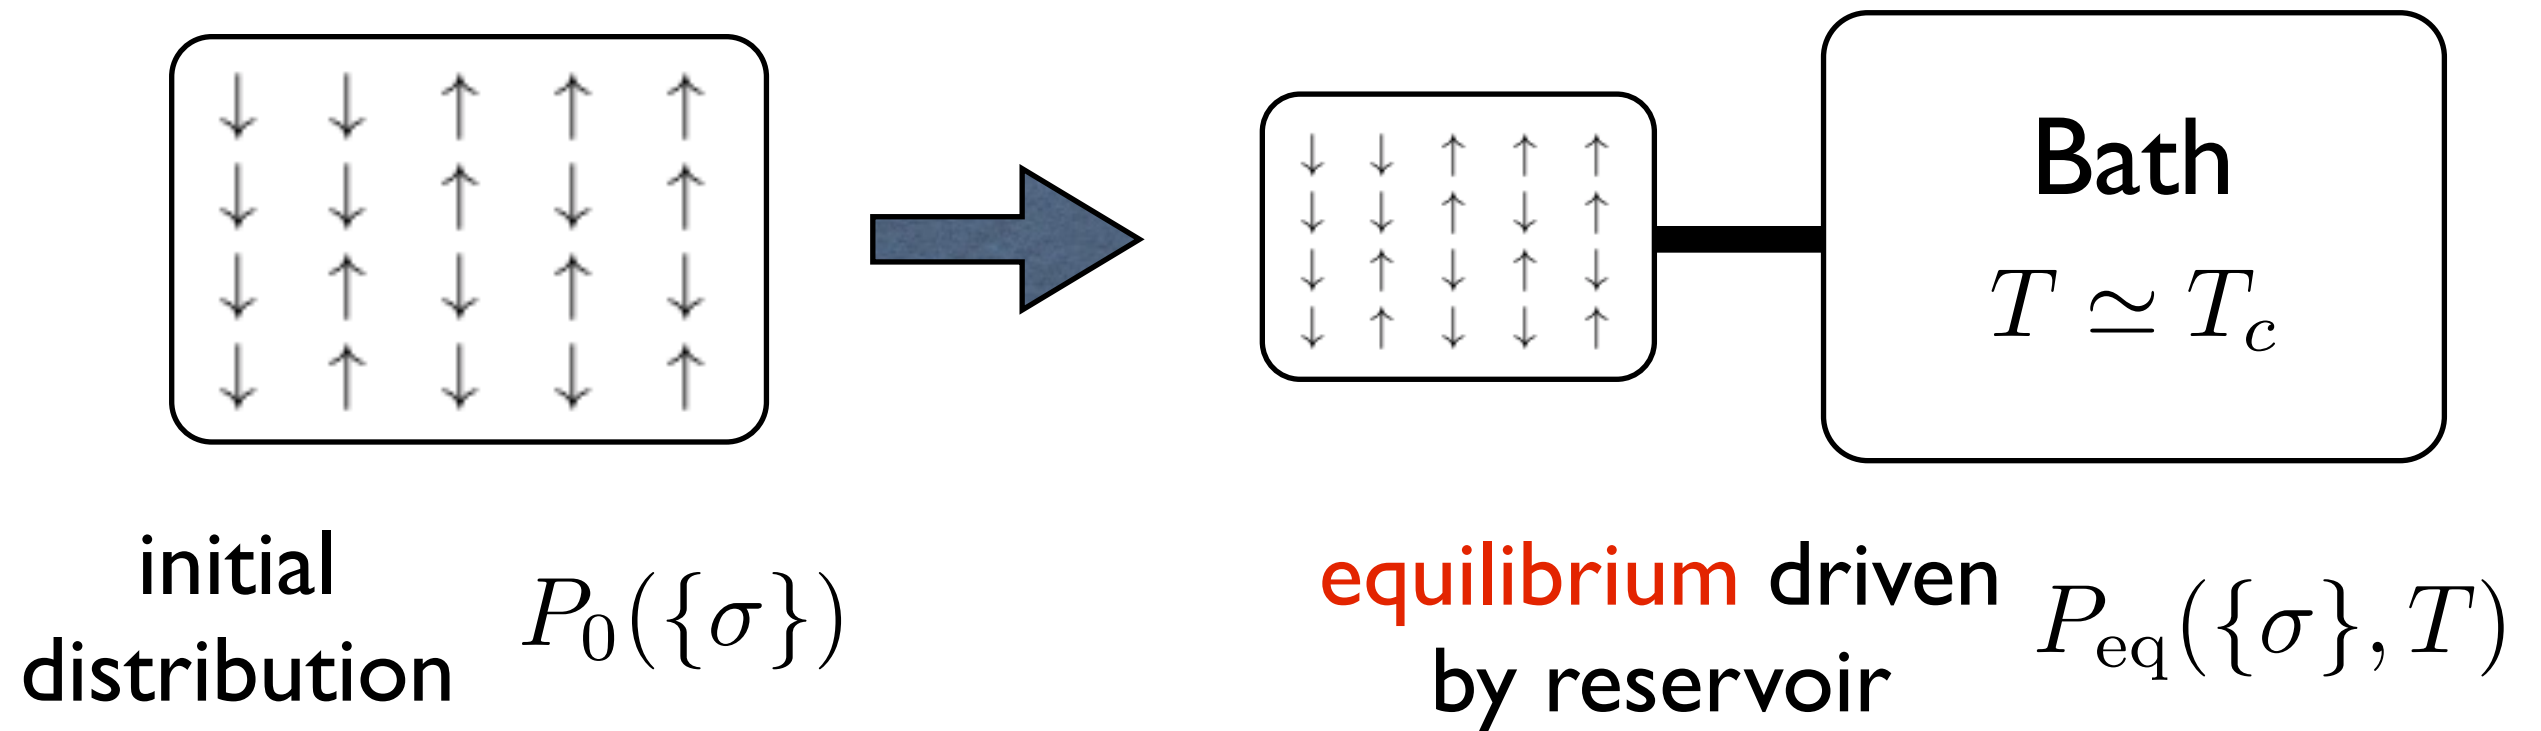 ↓ ↓ ↑ ↑ ↑
↓ ↓ ↑ ↓ ↑
↓ ↑ ↓ ↑ ↓
↓ ↑ ↓ ↓ ↑
initial
distribution
P_0({σ})
↓ ↓ ↑ ↑ ↑
↓ ↓ ↑ ↓ ↑
↓ ↑ ↓ ↑ ↓
↓ ↑ ↓ ↓ ↑
Bath
T ≃ T_c
equilibrium driven
by reservoir
P_eq({σ}, T)